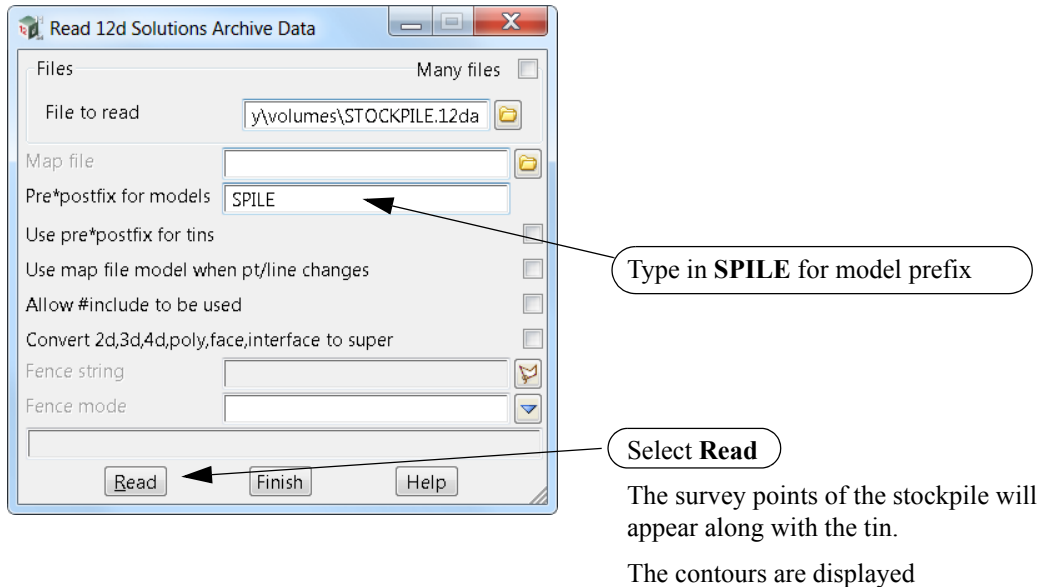 Read 12d Solutions Archive Data
Files Many files
File to read y\volumes\STOCKPILE.12da
Map file
Pre*postfix for models SPILE
Use pre*postfix for tins
Use map file model when pt/line changes
Allow #include to be used
Convert 2d,3d,4d,poly,face,interface to super
Fence string
Fence mode
Read Finish Help
Type in SPILE for model prefix
Select Read
The survey points of the stockpile will
appear along with the tin.
The contours are displayed